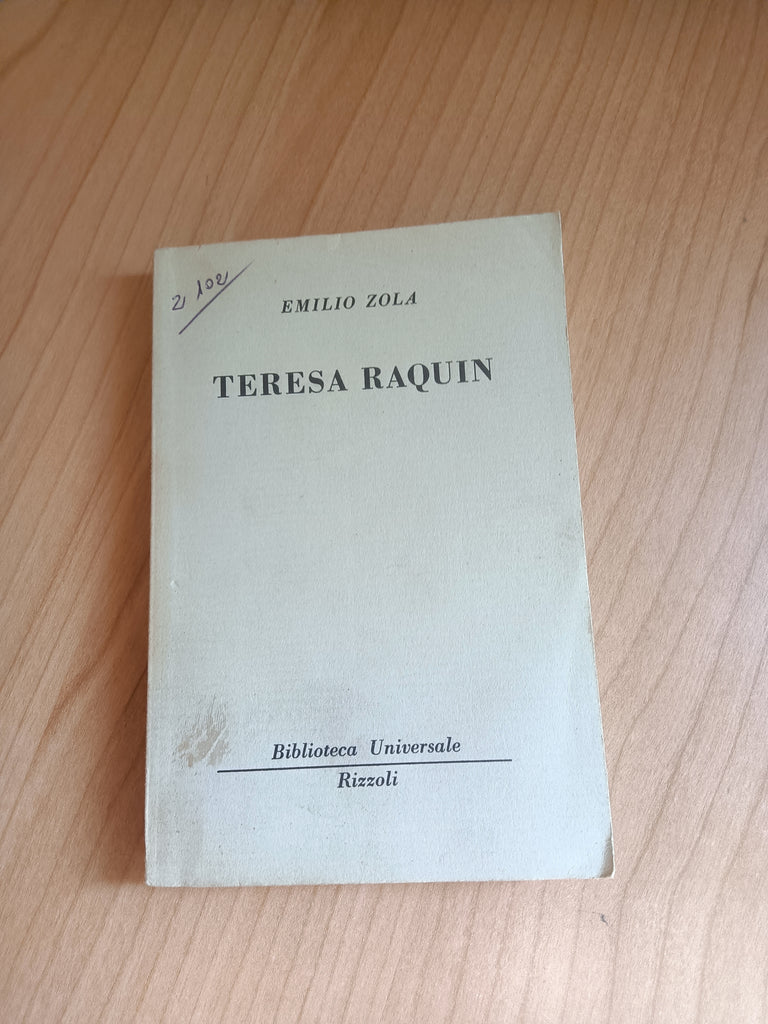 2 102
EMILIO ZOLA
TERESA RAQUIN
Biblioteca Universale
Rizzoli